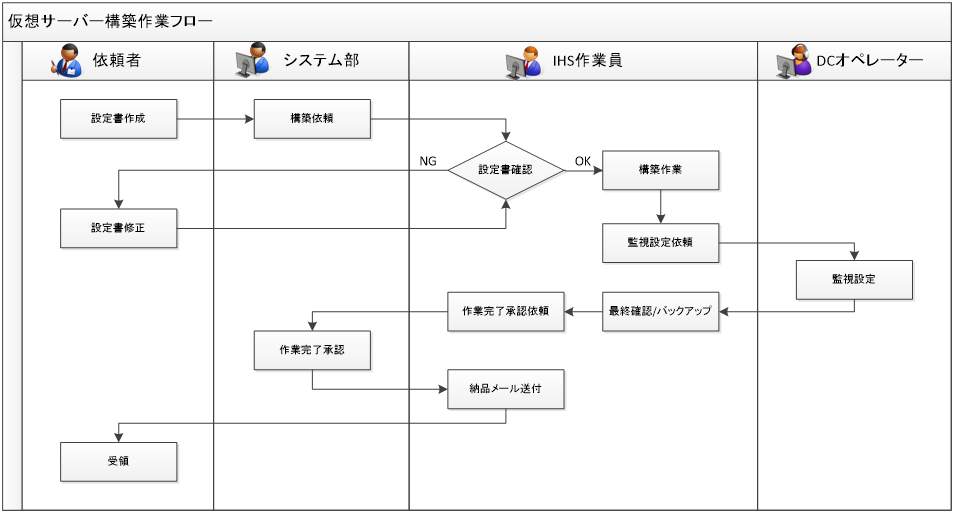 仮想サーバー構築作業フロー
依頼者
システム部
IHS作業員
DCオペレーター
設定書作成
構築依頼
設定書確認
NG
OK
構築作業
設定書修正
監視設定依頼
監視設定
作業完了承認依頼
最終確認/バックアップ
作業完了承認
納品メール送付
受領